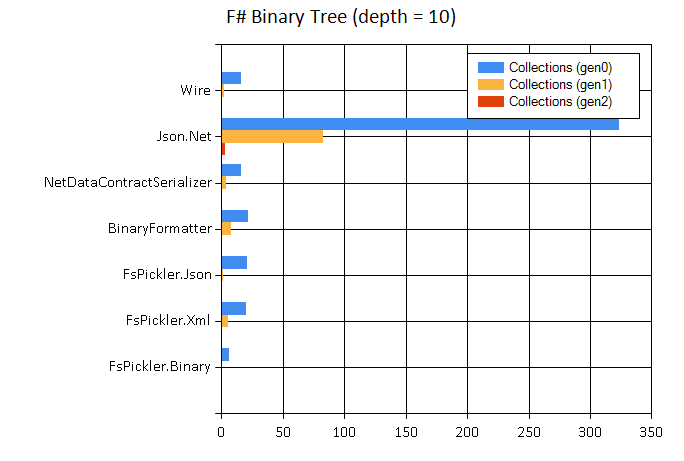 F# Binary Tree (depth = 10)
Collections (gen0)
Collections (gen1)
Collections (gen2)
Wire
Json.Net
NetDataContractSerializer
BinaryFormatter
FsPickler.Json
FsPickler.Xml
FsPickler.Binary
0 50 100 150 200 250 300 350